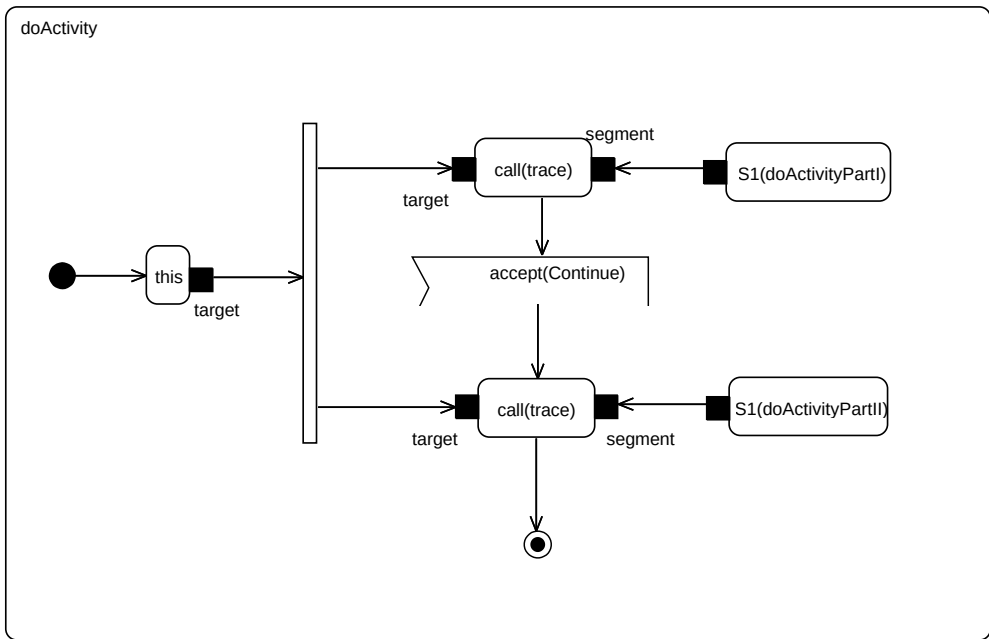 doActivity
segment
call(trace)
S1(doActivityPartI)
target
accept(Continue)
this
target
call(trace)
S1(doActivityPartII)
target
segment